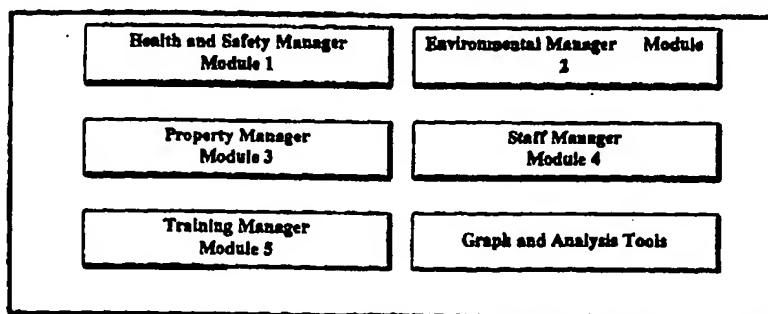 Health and Safety Manager
Module 1
Environmental Manager Module
2
Property Manager
Module 3
Staff Manager
Module 4
Training Manager
Module 5
Graph and Analysis Tools